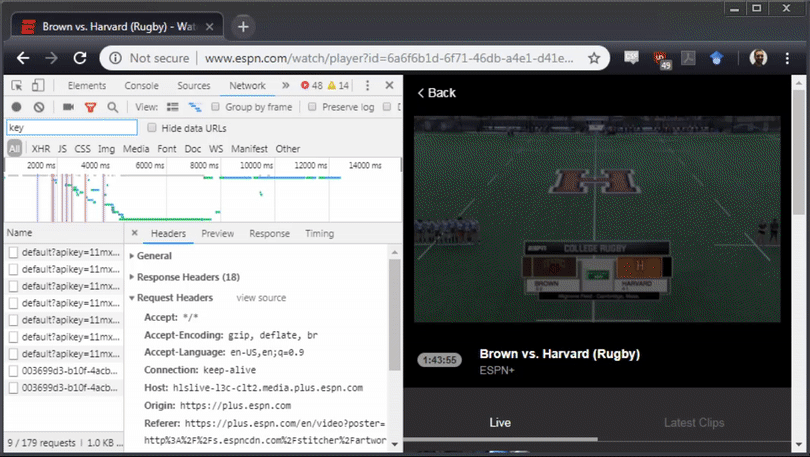 Brown vs. Harvard (Rugby) - Wat
Not secure | www.espn.com/watch/player?id=6a6f6b1d-6f71-46db-a4e1-d41e...
49
Elements Console Sources Network » 48 14
View: Group by frame Preserve log
key Hide data URLs
All XHR JS CSS Img Media Font Doc WS Manifest Other
2000 ms 4000 ms 6000 ms 8000 ms 10000 ms 12000 ms 14000 ms
Name × Headers Preview Response Timing
default?apikey=11mx...
default?apikey=11mx...
default?apikey=11mx...
default?apikey=11mx...
default?apikey=11mx...
default?apikey=11mx...
default?apikey=11mx...
003699d3-b10f-4acb...
003699d3-b10f-4acb...
9 / 179 requests | 1.0 KB ...
General
Response Headers (18)
Request Headers view source
Accept: */*
Accept-Encoding: gzip, deflate, br
Accept-Language: en-US,en;q=0.9
Connection: keep-alive
Host: hlslive-l3c-clt2.media.plus.espn.com
Origin: https://plus.espn.com
Referer: https://plus.espn.com/en/video?poster=
http%3A%2F%2Fs.espncdn.com%2Fstitcher%2Fartwor
Back
H
ESPN COLLEGE RUGBY
BROWN HARVARD
1:43:55
Brown vs. Harvard (Rugby)
ESPN+
Live Latest Clips